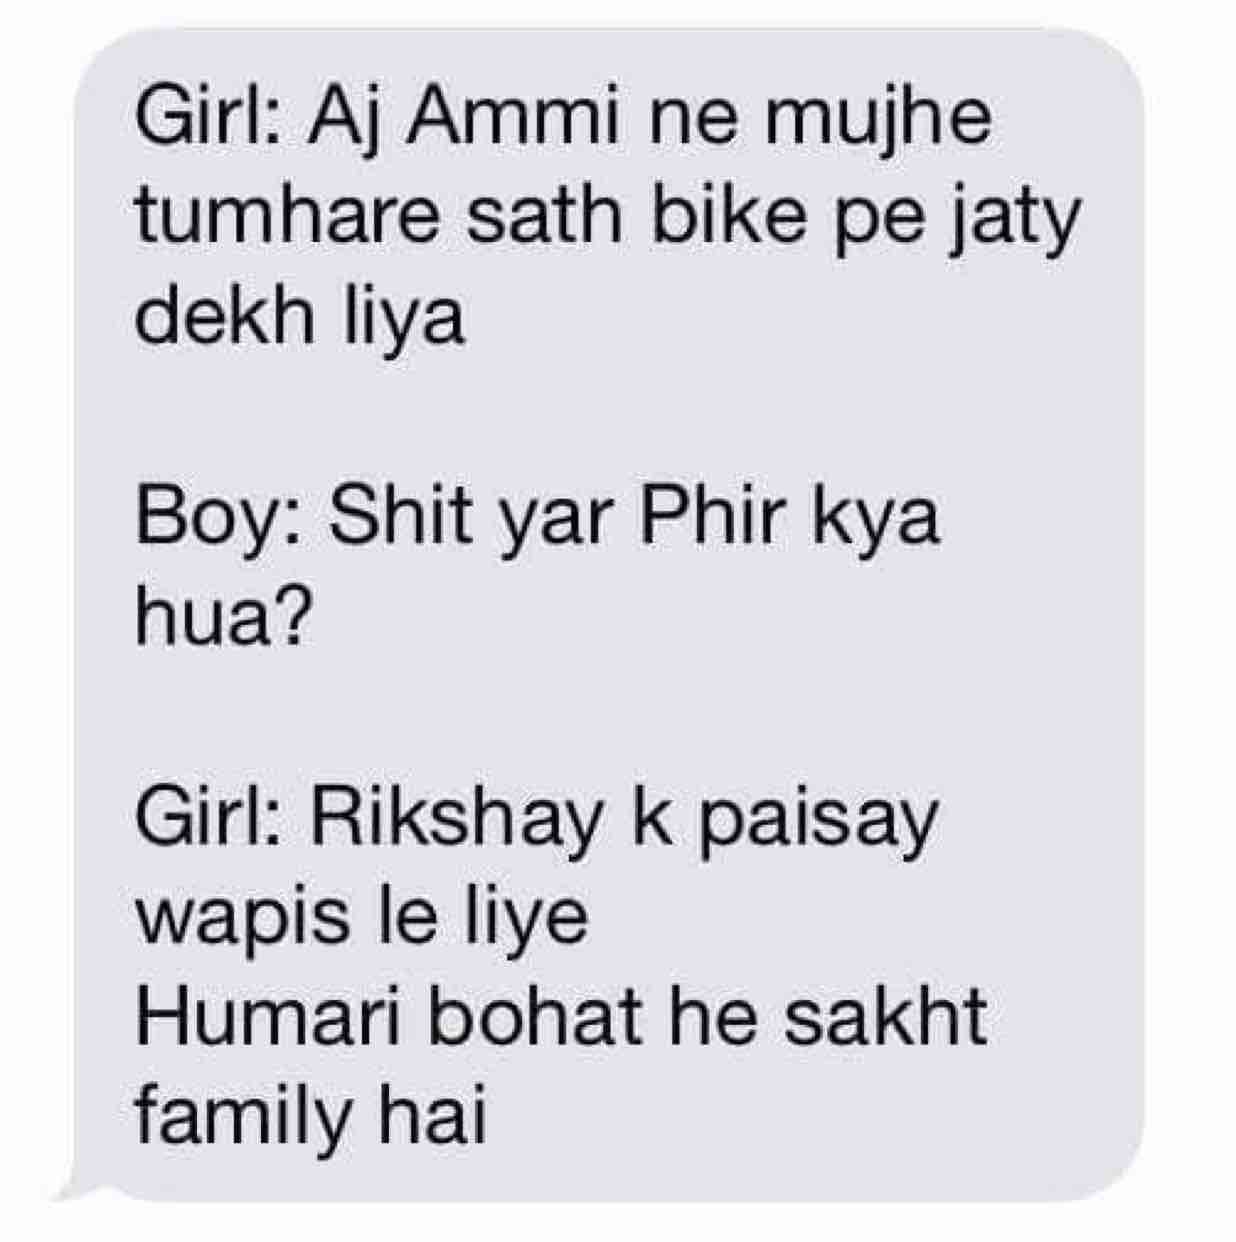 Girl: Aj Ammi ne mujhe
tumhare sath bike pe jaty
dekh liya
Boy: Shit yar Phir kya
hua?
Girl: Rikshay k paisay
wapis le liye
Humari bohat he sakht
family hai